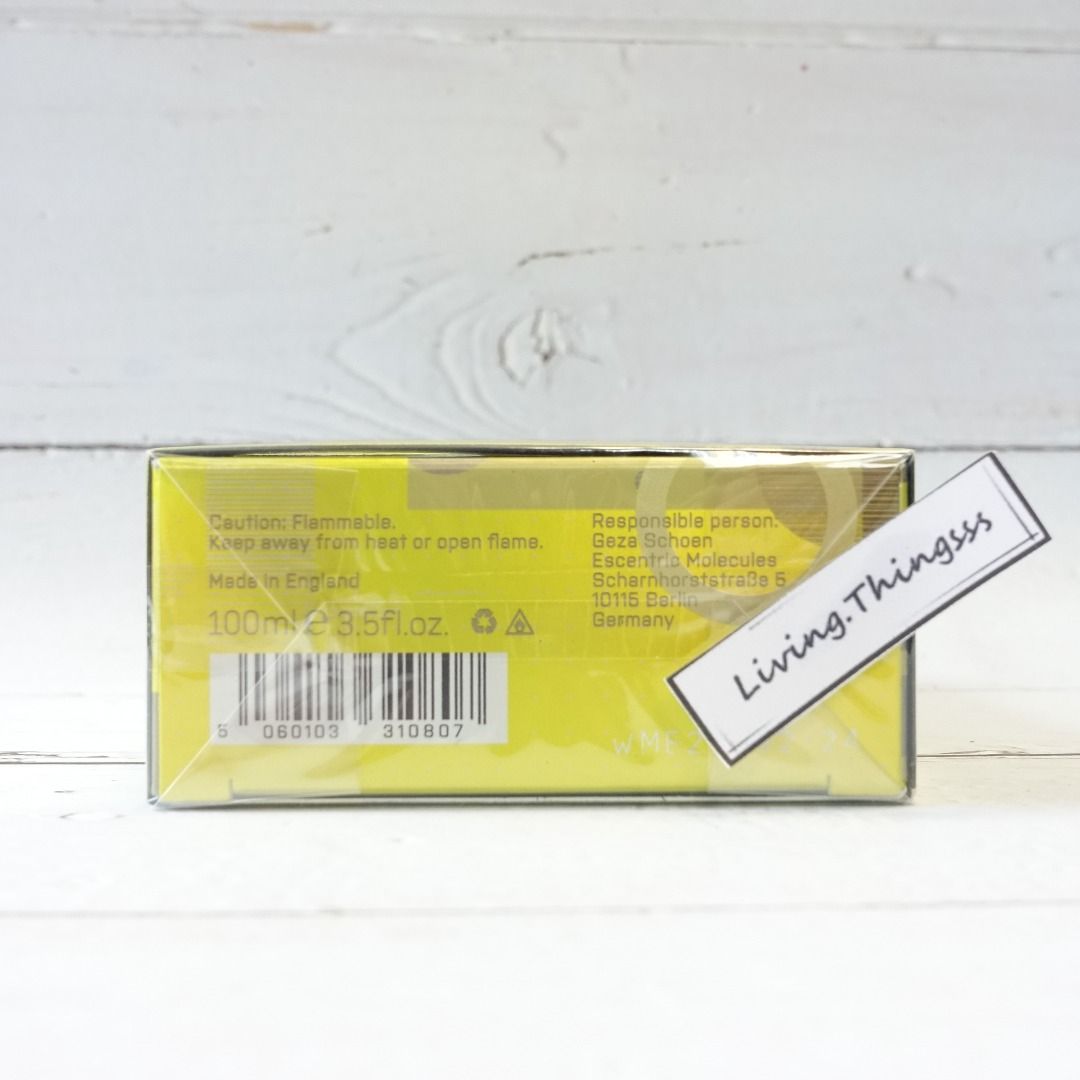 Caution: Flammable.
Keep away from heat or open flame.
Made in England
100ml e 3.5fl.oz.
5 060103 310807
Responsible person:
Geza Schoen
Escentric Molecules
Scharnhorststraße 5
10115 Berlin
Germany
Living.Thingsss